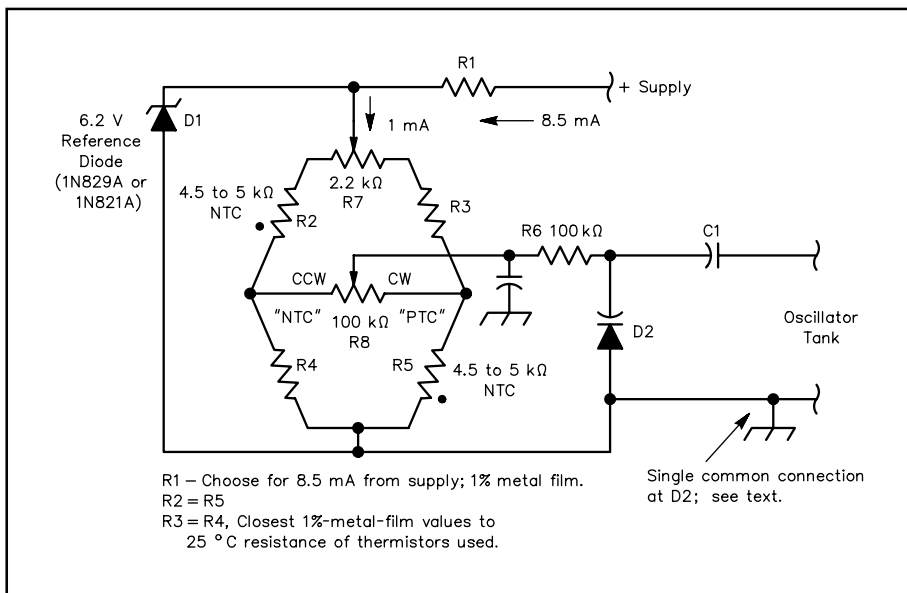 R1
+ Supply
8.5 mA
1 mA
6.2 V
Reference
Diode
(1N829A or
1N821A)
D1
2.2 kΩ
R7
4.5 to 5 kΩ
NTC
R2
R3
R6 100 kΩ
C1
CCW
CW
"NTC"
"PTC"
100 kΩ
R8
D2
Oscillator
Tank
R4
R5
4.5 to 5 kΩ
NTC
Single common connection
at D2; see text.
R1 – Choose for 8.5 mA from supply; 1% metal film.
R2 = R5
R3 = R4, Closest 1%-metal-film values to
25 °C resistance of thermistors used.